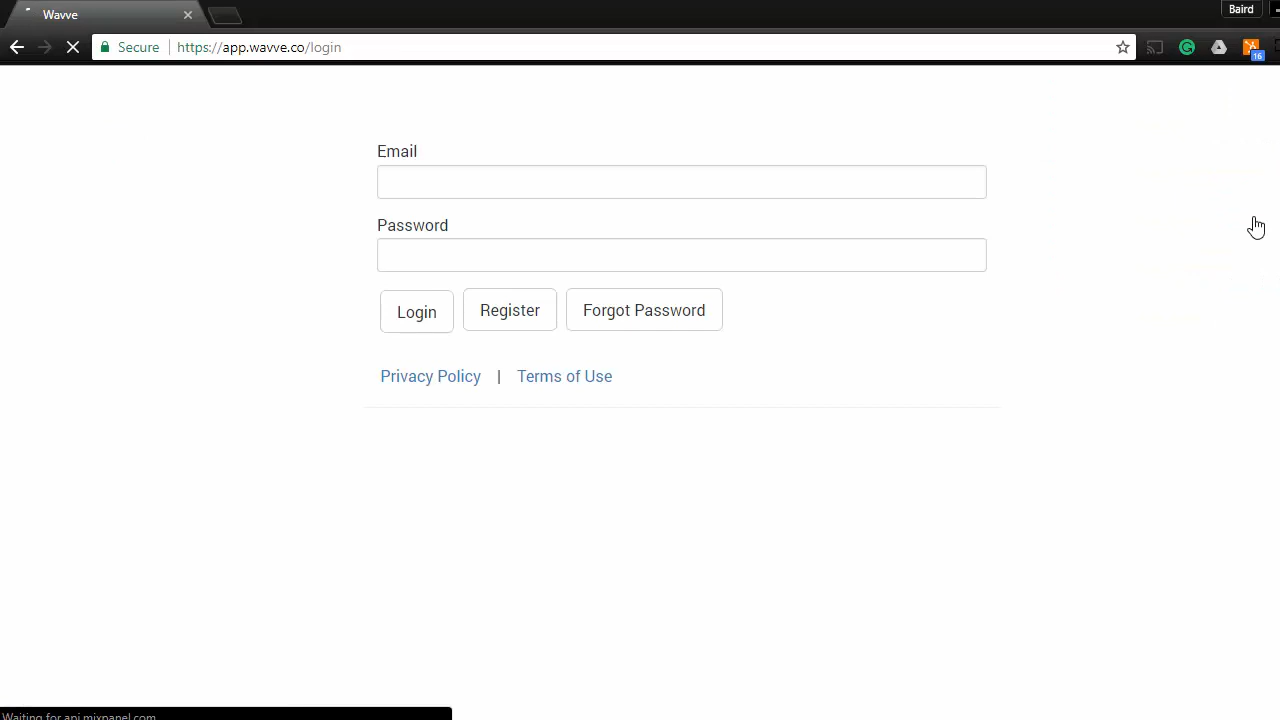 Wavve
Baird
Secure
https://app.wavve.co/login
16
Email
Password
Login
Register
Forgot Password
Privacy Policy | Terms of Use
Waiting for api.mixpanel.com